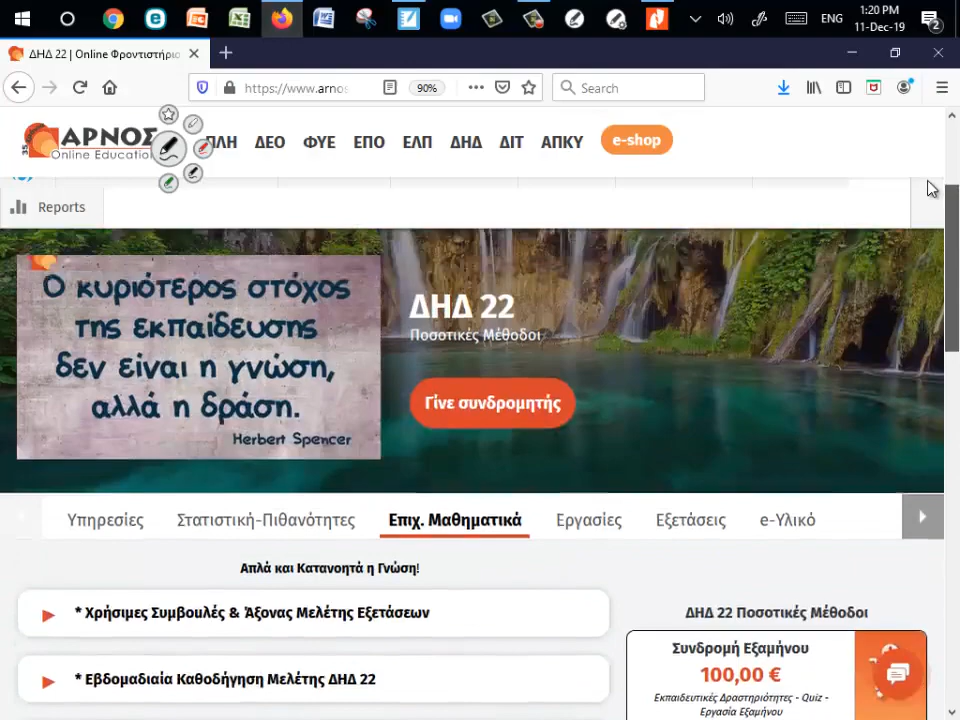 1:20 PM
ENG
11-Dec-19
2
ΔΗΔ 22 | Online Φροντιστήριο
https://www.arnos
90%
Search
35
ΑΡΝΟΣ
Online Education
ΠΛΗ ΔΕΟ ΦΥΕ ΕΠΟ ΕΛΠ ΔΗΔ ΔΙΤ ΑΠΚΥ e-shop
Reports
Ο κυριότερος στόχος
της εκπαίδευσης
δεν είναι η γνώση,
αλλά η δράση.
Herbert Spencer
ΔΗΔ 22
Ποσοτικές Μέθοδοι
Γίνε συνδρομητής
Υπηρεσίες Στατιστική-Πιθανότητες Επιχ. Μαθηματικά Εργασίες Εξετάσεις e-Υλικό
Απλά και Κατανοητά η Γνώση!
* Χρήσιμες Συμβουλές & Άξονας Μελέτης Εξετάσεων
* Εβδομαδιαία Καθοδήγηση Μελέτης ΔΗΔ 22
ΔΗΔ 22 Ποσοτικές Μέθοδοι
Συνδρομή Εξαμήνου
100,00 €
Εκπαιδευτικές Δραστηριότητες - Quiz -
Εργασία Εξαμήνου